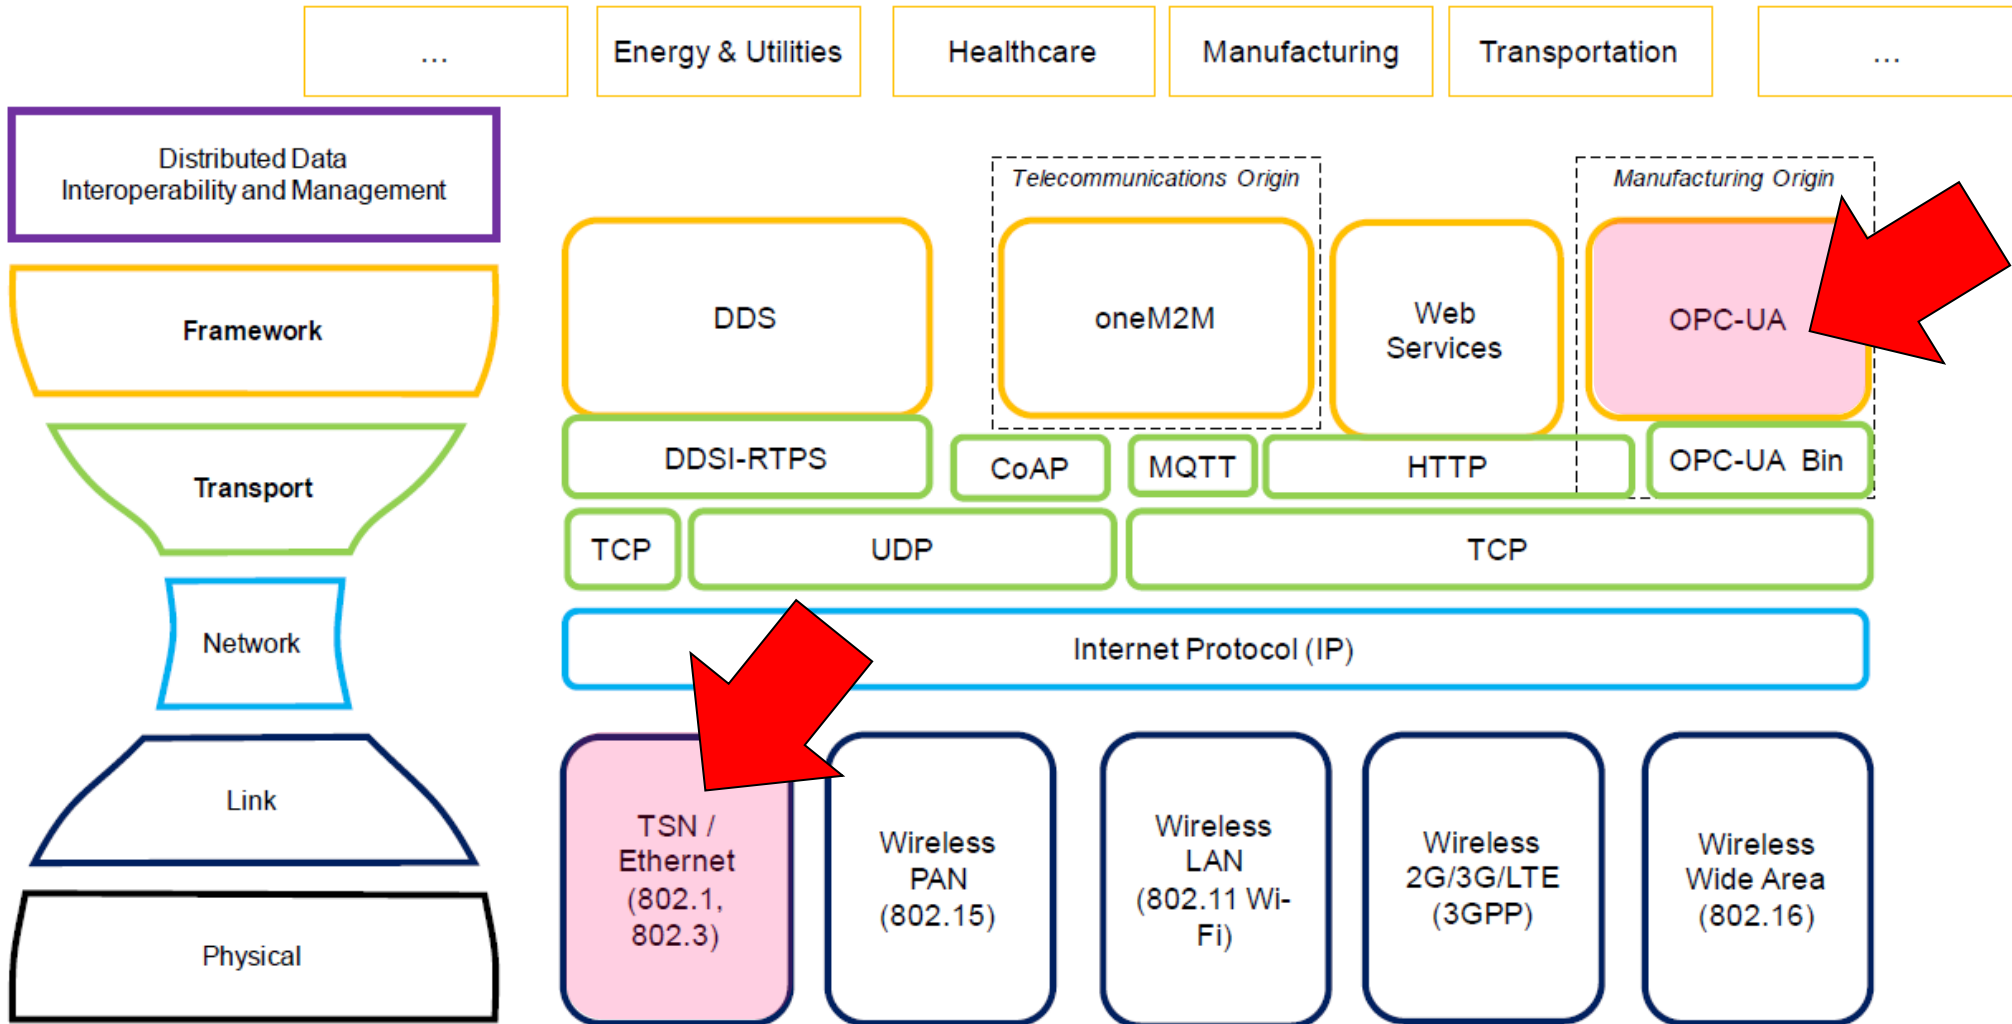 ...
Energy & Utilities
Healthcare
Manufacturing
Transportation
...
Distributed Data
Interoperability and Management
Telecommunications Origin
Manufacturing Origin
Framework
DDS
oneM2M
Web
Services
OPC-UA
Transport
DDSI-RTPS
CoAP
MQTT
HTTP
OPC-UA Bin
TCP
UDP
TCP
Network
Internet Protocol (IP)
Link
Physical
TSN /
Ethernet
(802.1,
802.3)
Wireless
PAN
(802.15)
Wireless
LAN
(802.11 Wi-
Fi)
Wireless
2G/3G/LTE
(3GPP)
Wireless
Wide Area
(802.16)